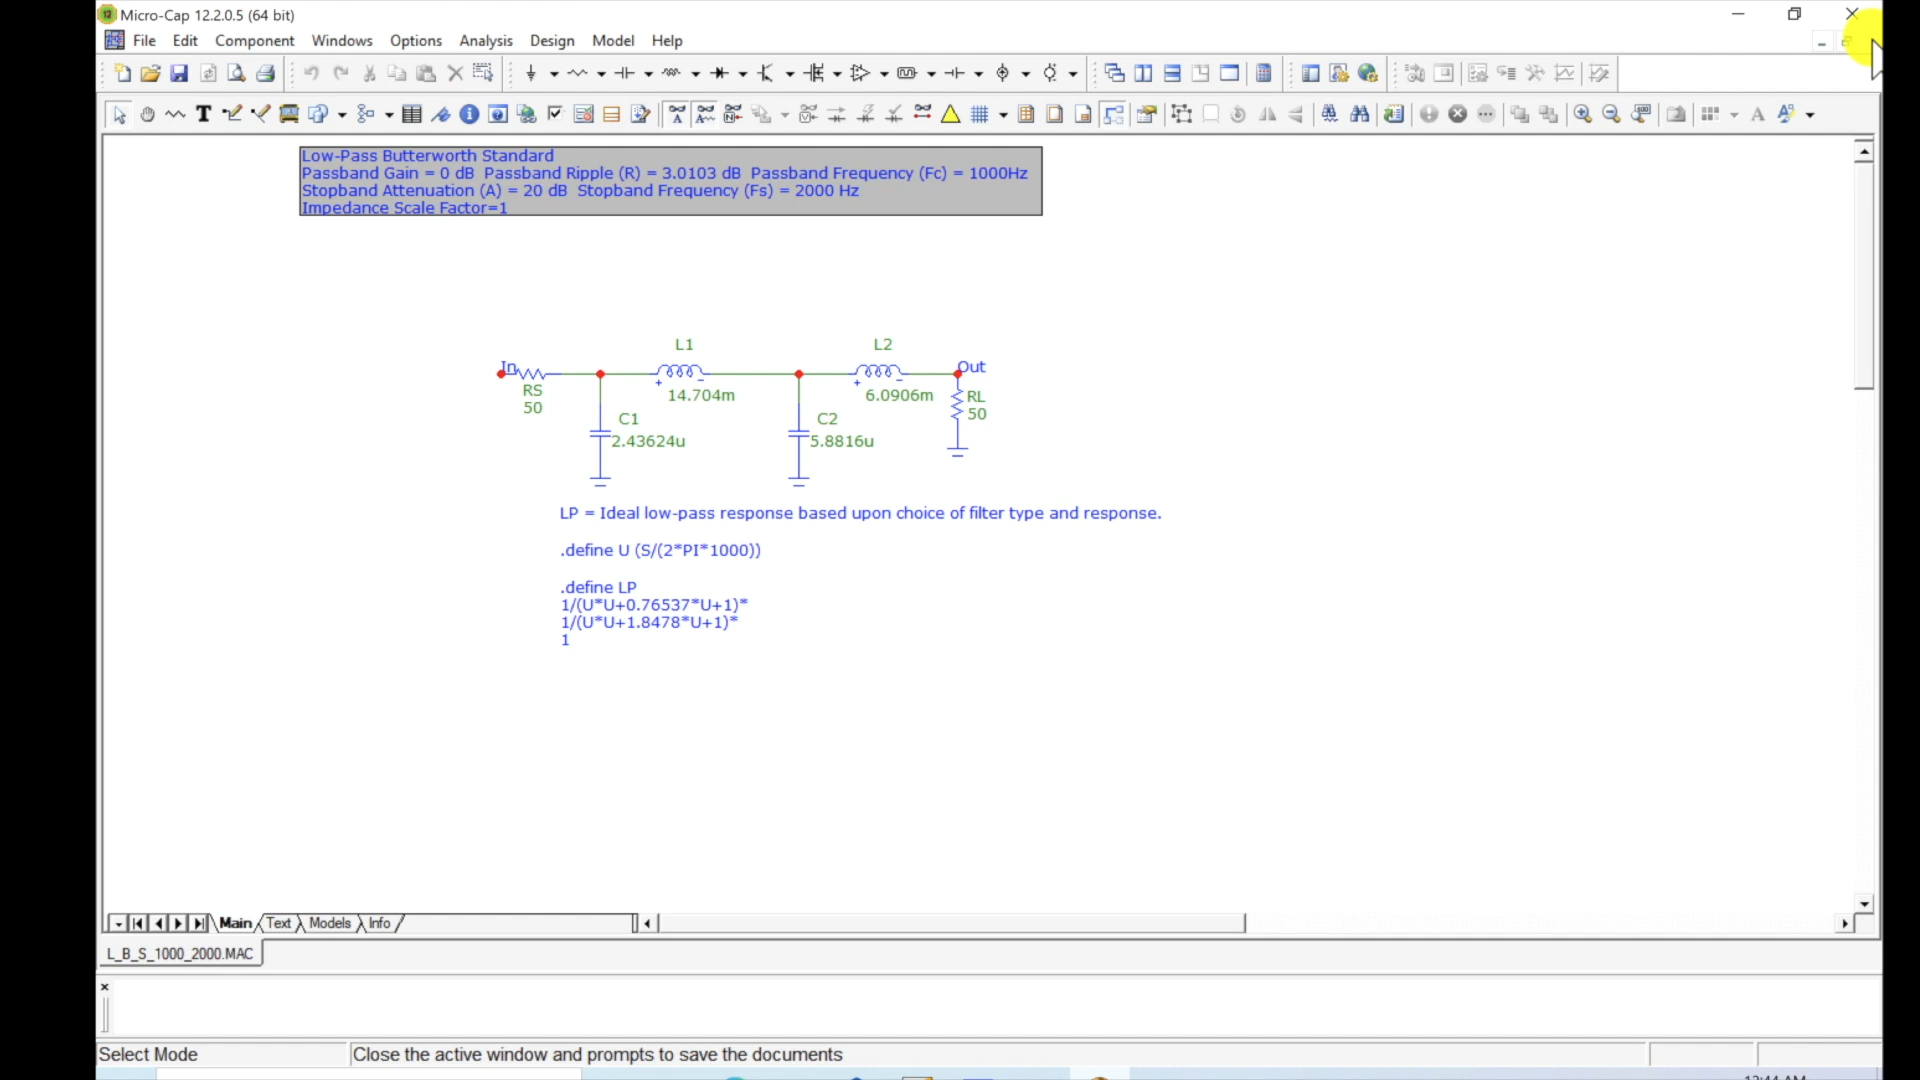 Micro-Cap 12.2.0.5 (64 bit)
File Edit Component Windows Options Analysis Design Model Help
Low-Pass Butterworth Standard
Passband Gain = 0 dB Passband Ripple (R) = 3.0103 dB Passband Frequency (Fc) = 1000Hz
Stopband Attenuation (A) = 20 dB Stopband Frequency (Fs) = 2000 Hz
Impedance Scale Factor=1
L1 L2
In Out
RS 14.704m 6.0906m RL
50 50
C1 C2
2.43624u 5.8816u
LP = Ideal low-pass response based upon choice of filter type and response.
.define U (S/(2*PI*1000))
.define LP
1/(U*U+0.76537*U+1)*
1/(U*U+1.8478*U+1)*
1
Main Text Models Info
L_B_S_1000_2000.MAC
Select Mode Close the active window and prompts to save the documents